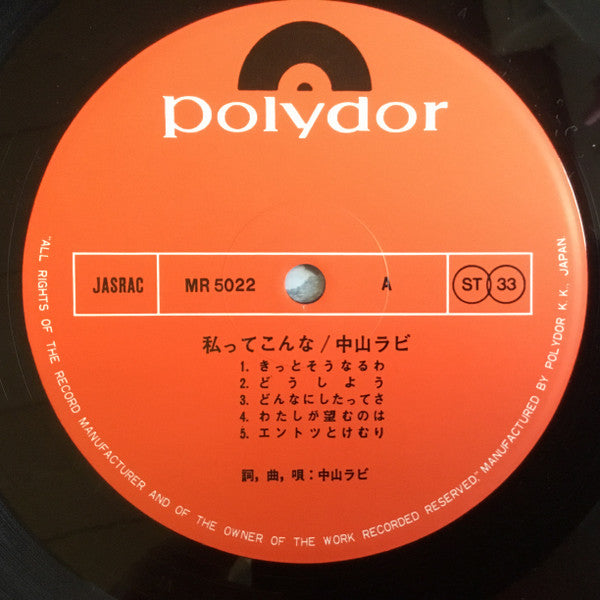 polydor
JASRAC MR 5022 A ST 33
私ってこんな/中山ラビ
1. きっとそうなるわ
2. どうしよう
3. どんなにしたってさ
4. わたしが望むのは
5. エントツとけむり
詞,曲,唄:中山ラビ
"ALL RIGHTS OF THE RECORD MANUFACTURER AND OF THE OWNER OF THE WORK RECORDED RESERVED." MANUFACTURED BY POLYDOR K.K., JAPAN